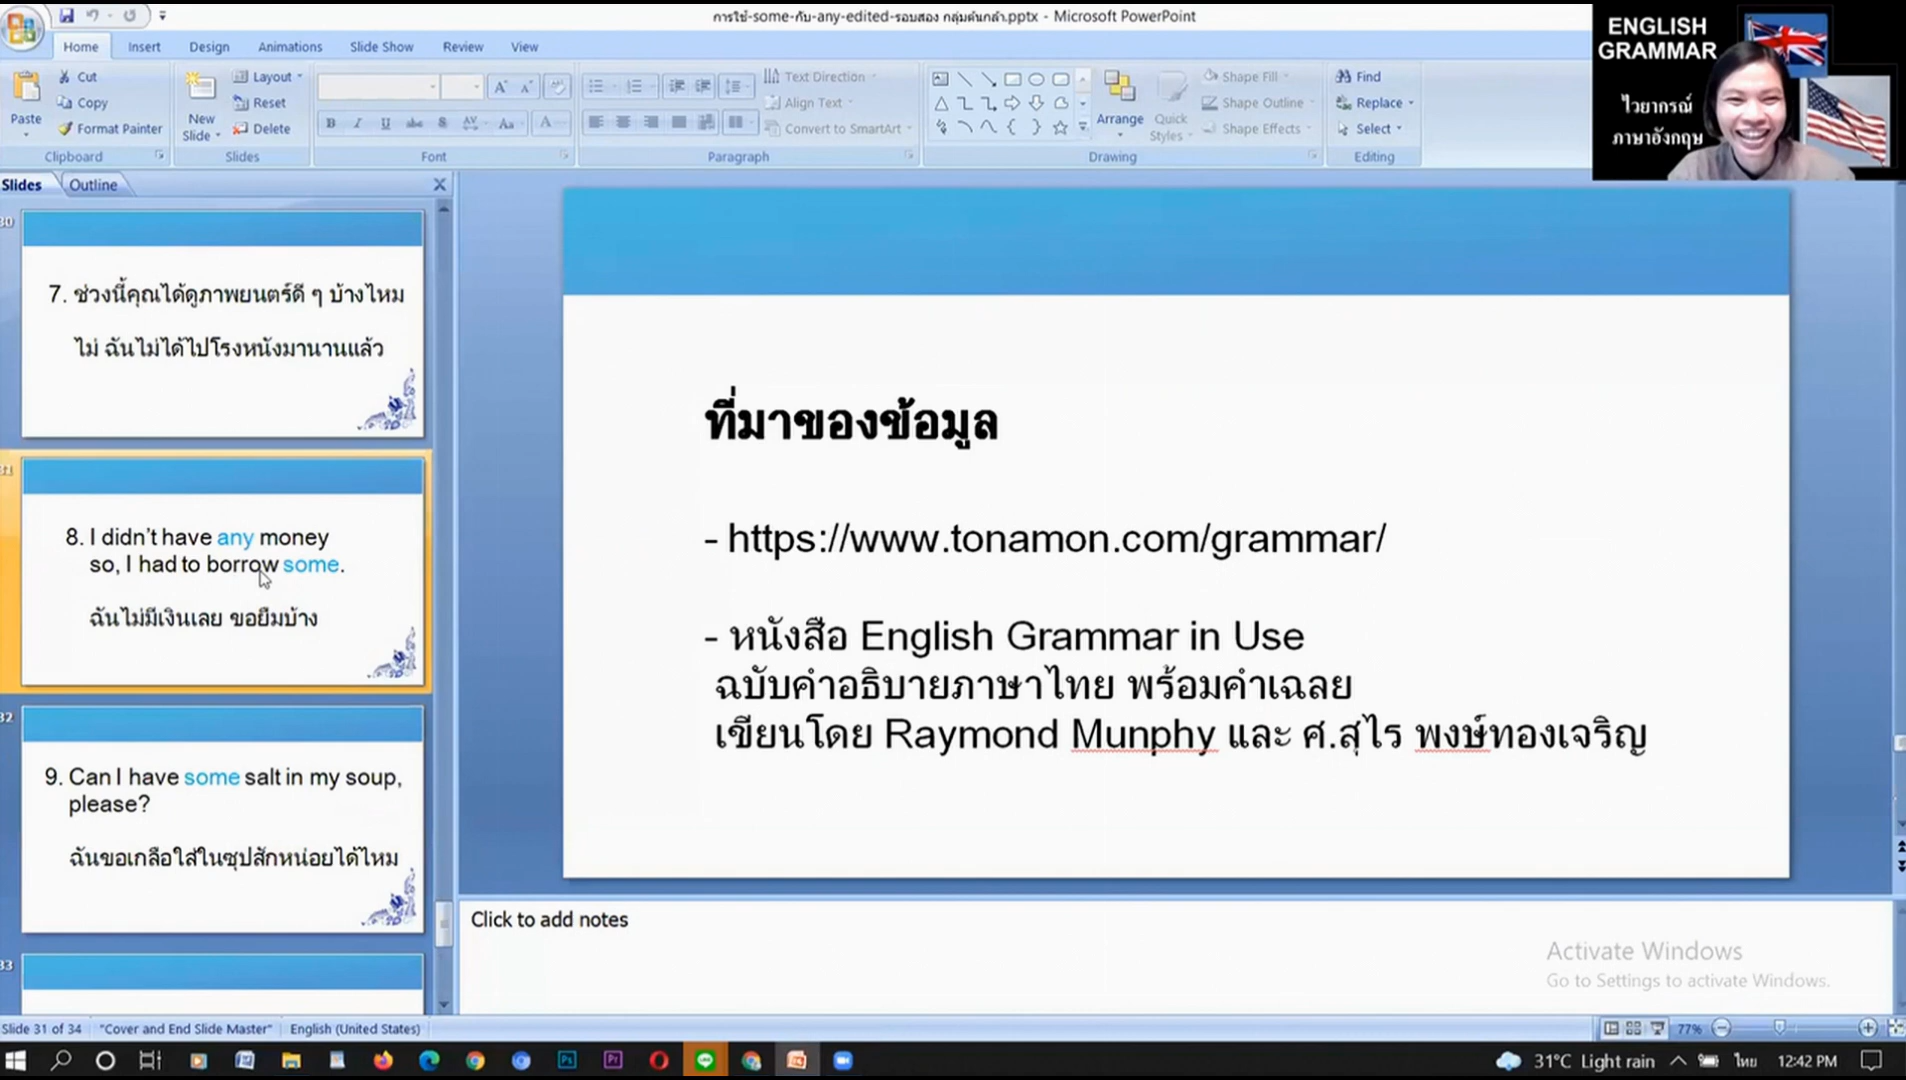 การใช้-some-กับ-any-edited-รอบสอง กลุ่มต้นกล้า.pptx - Microsoft PowerPoint
Home Insert Design Animations Slide Show Review View
Paste
Cut
Copy
Format Painter
Clipboard
New
Slide
Layout
Reset
Delete
Slides
Font
Text Direction
Align Text
Convert to SmartArt
Paragraph
Arrange
Quick
Styles
Shape Fill
Shape Outline
Shape Effects
Drawing
Find
Replace
Select
Editing
ENGLISH
GRAMMAR
ไวยากรณ์
ภาษาอังกฤษ
Slides Outline
30
7. ช่วงนี้คุณได้ดูภาพยนตร์ดี ๆ บ้างไหม
ไม่ ฉันไม่ได้ไปโรงหนังมานานแล้ว
31
8. I didn't have any money
so, I had to borrow some.
ฉันไม่มีเงินเลย ขอยืมบ้าง
32
9. Can I have some salt in my soup,
please?
ฉันขอเกลือใส่ในซุปสักหน่อยได้ไหม
33
ที่มาของข้อมูล
- https://www.tonamon.com/grammar/
- หนังสือ English Grammar in Use
ฉบับคำอธิบายภาษาไทย พร้อมคำเฉลย
เขียนโดย Raymond Munphy และ ศ.สุไร พงษ์ทองเจริญ
Click to add notes
Activate Windows
Go to Settings to activate Windows.
Slide 31 of 34 "Cover and End Slide Master" English (United States) 77%
31°C Light rain ไทย 12:42 PM